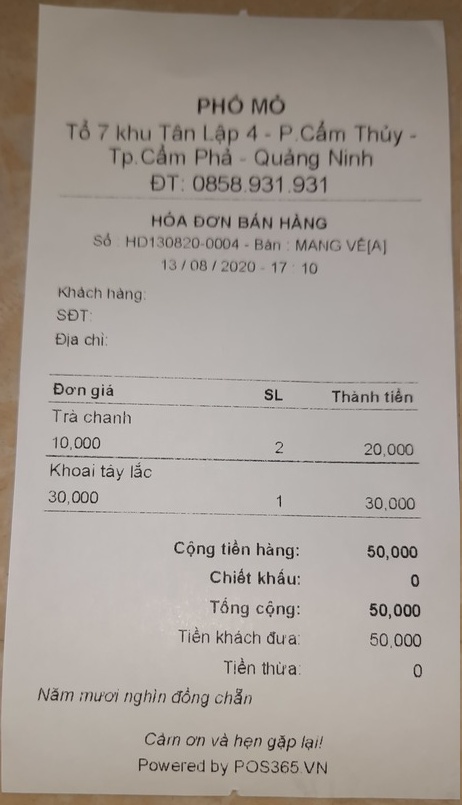 PHỐ MỎ
Tổ 7 khu Tân Lập 4 - P.Cẩm Thủy -
Tp.Cẩm Phả - Quảng Ninh
ĐT: 0858.931.931
HÓA ĐƠN BÁN HÀNG
Số : HD130820-0004 - Bàn : MANG VỀ[A]
13 / 08 / 2020 - 17 : 10
Khách hàng:
SĐT:
Địa chỉ:
Đơn giá SL Thành tiền
Trà chanh
10,000 2 20,000
Khoai tây lắc
30,000 1 30,000
Cộng tiền hàng: 50,000
Chiết khấu: 0
Tổng cộng: 50,000
Tiền khách đưa: 50,000
Tiền thừa: 0
Năm mươi nghìn đồng chẵn
Cảm ơn và hẹn gặp lại!
Powered by POS365.VN